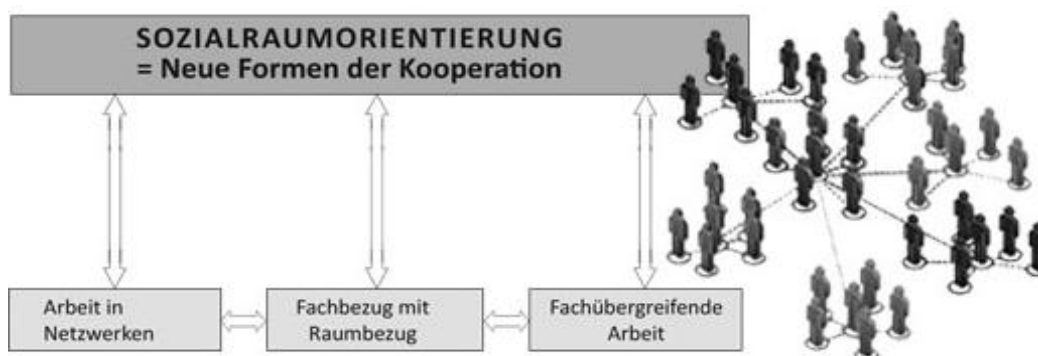 SOZIALRAUMORIENTIERUNG
= Neue Formen der Kooperation
Arbeit in
Netzwerken
Fachbezug mit
Raumbezug
Fachübergreifende
Arbeit